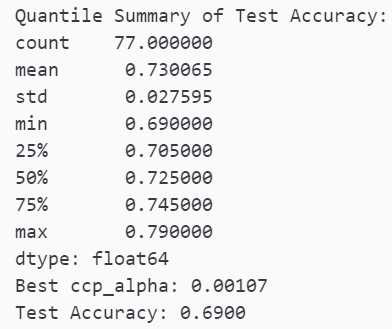 Quantile Summary of Test Accuracy:
count    77.000000
mean      0.730065
std       0.027595
min       0.690000
25%       0.705000
50%       0.725000
75%       0.745000
max       0.790000
dtype: float64
Best ccp_alpha: 0.00107
Test Accuracy: 0.6900